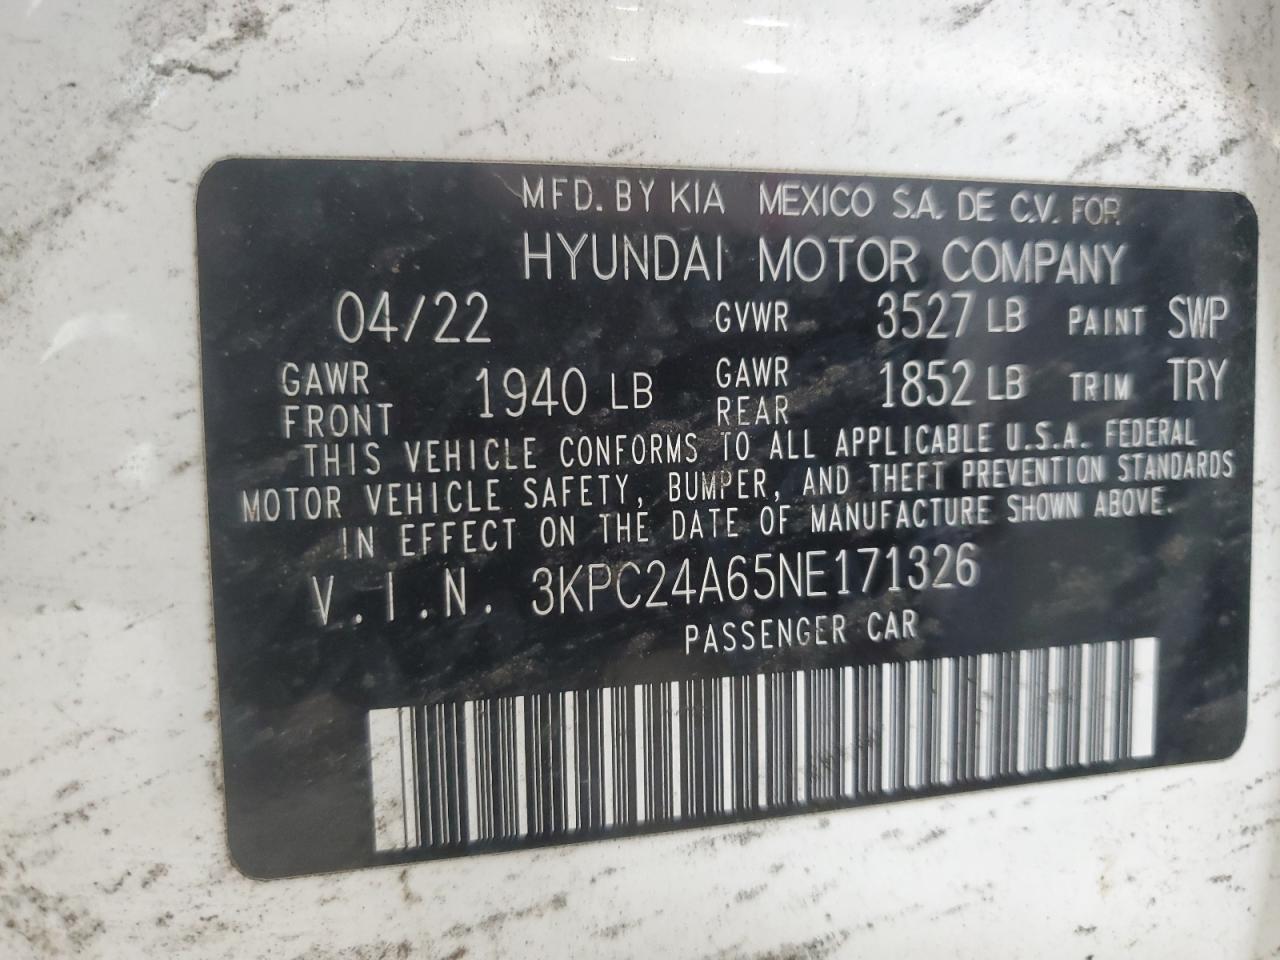 MFD. BY KIA MEXICO S.A. DE C.V. FOR
HYUNDAI MOTOR COMPANY
04/22 GVWR 3527 LB PAINT SWP
GAWR FRONT 1940 LB GAWR REAR 1852 LB TRIM TRY
THIS VEHICLE CONFORMS TO ALL APPLICABLE U.S.A. FEDERAL
MOTOR VEHICLE SAFETY, BUMPER, AND THEFT PREVENTION STANDARDS
IN EFFECT ON THE DATE OF MANUFACTURE SHOWN ABOVE.
V.I.N. 3KPC24A65NE171326
PASSENGER CAR